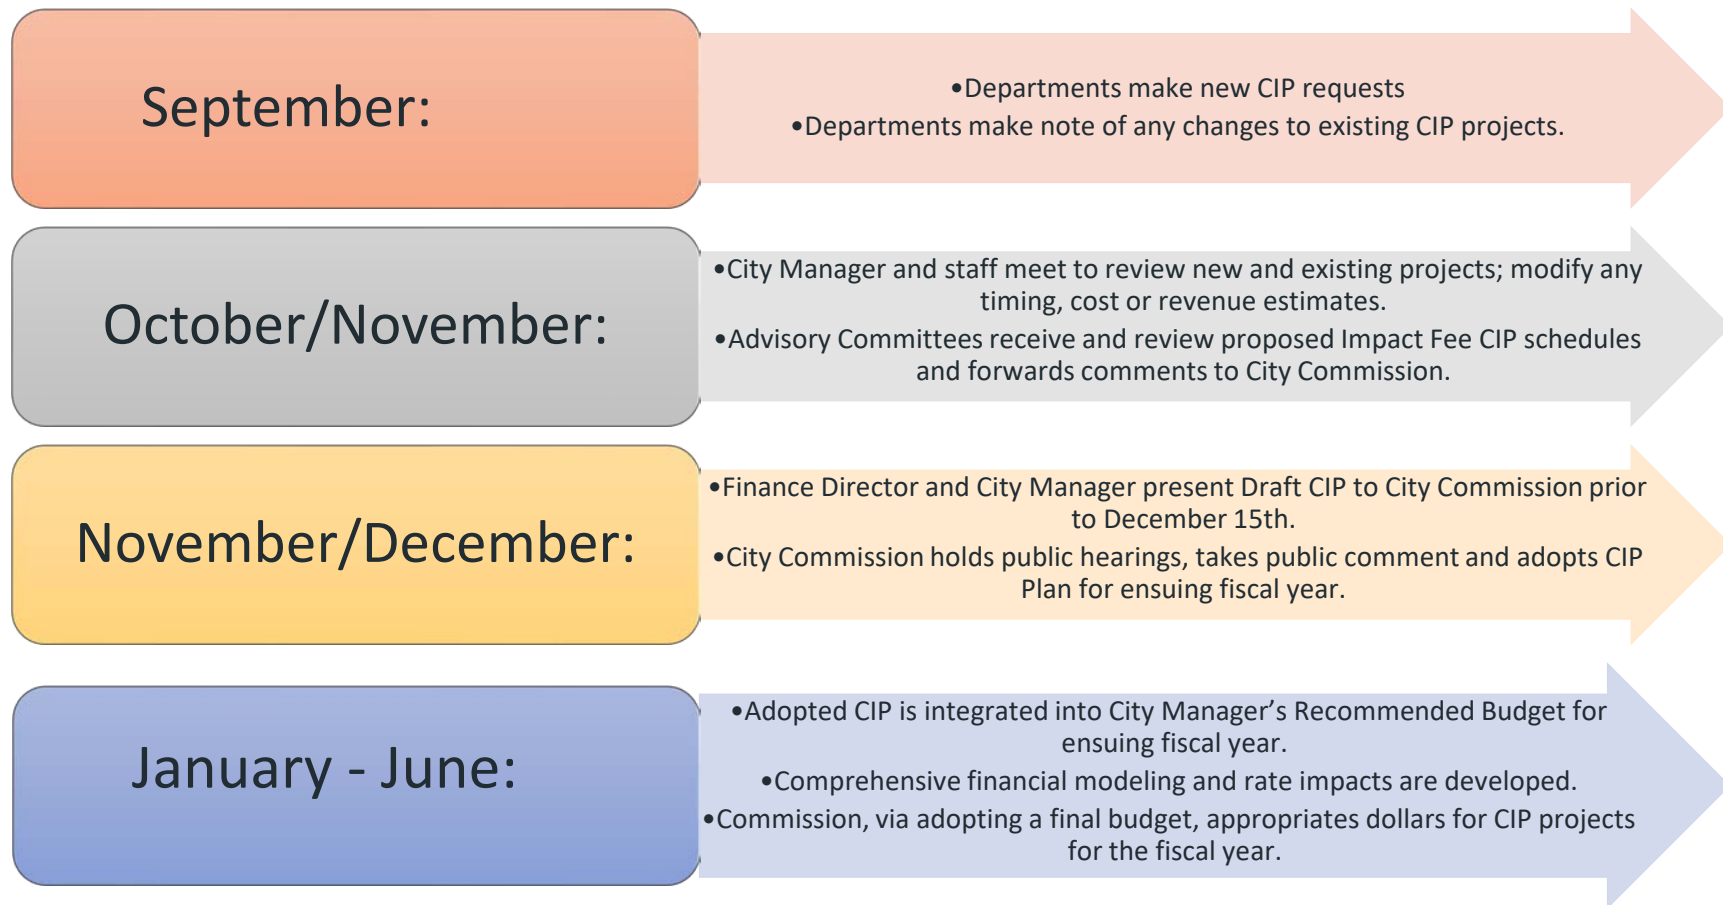 September:
•Departments make new CIP requests
•Departments make note of any changes to existing CIP projects.
October/November:
•City Manager and staff meet to review new and existing projects; modify any
timing, cost or revenue estimates.
•Advisory Committees receive and review proposed Impact Fee CIP schedules
and forwards comments to City Commission.
November/December:
•Finance Director and City Manager present Draft CIP to City Commission prior
to December 15th.
•City Commission holds public hearings, takes public comment and adopts CIP
Plan for ensuing fiscal year.
January - June:
•Adopted CIP is integrated into City Manager’s Recommended Budget for
ensuing fiscal year.
•Comprehensive financial modeling and rate impacts are developed.
•Commission, via adopting a final budget, appropriates dollars for CIP projects
for the fiscal year.